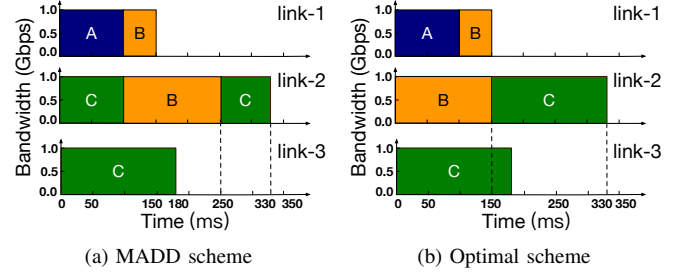 Bandwidth (Gbps)
1.0
0.5
0.0
A
B
link-1
1.0
0.5
0.0
C
B
C
link-2
1.0
0.5
0.0
C
link-3
0 50 150 180 250 330 350
100
Time (ms)
(a) MADD scheme
Bandwidth (Gbps)
1.0
0.5
0.0
A
B
link-1
1.0
0.5
0.0
B
C
link-2
1.0
0.5
0.0
C
link-3
0 50 100 150 180 250 330 350
Time (ms)
(b) Optimal scheme